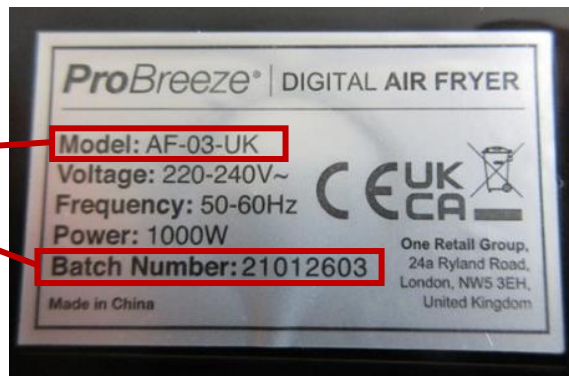 ProBreeze® | DIGITAL AIR FRYER
Model: AF-03-UK
Voltage: 220-240V~
Frequency: 50-60Hz
Power: 1000W
Batch Number: 21012603
Made in China
CE UK
CA
One Retail Group,
24a Ryland Road,
London, NW5 3EH,
United Kingdom